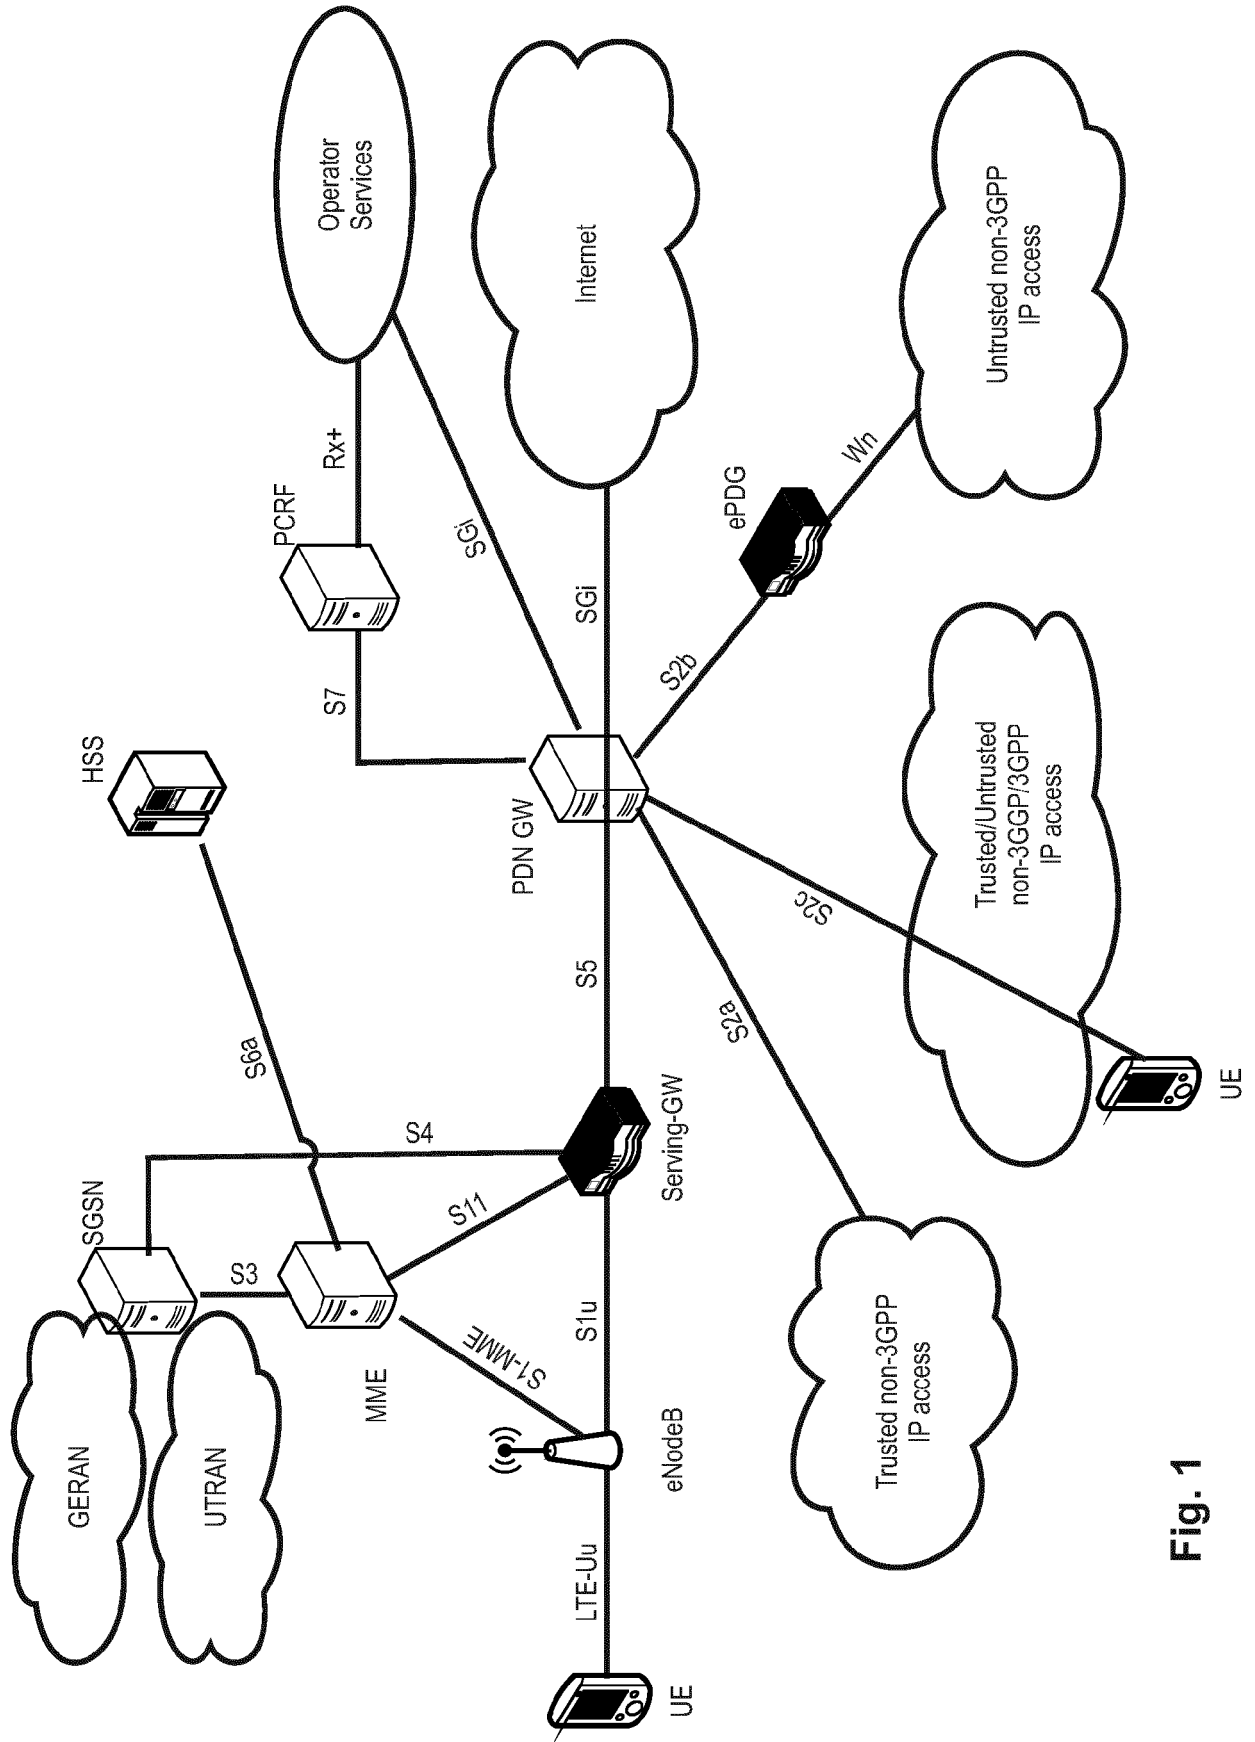 GERAN
UTRAN
SGSN
HSS
S3
S6a
MME
S4
S11
S1-MME
S7
PCRF
Rx+
Operator
Services
SGi
UE
LTE-Uu
eNodeB
S1u
Serving-GW
S5
PDN GW
SGi
Internet
S2a
S2c
S2b
ePDG
Wn
Trusted non-3GPP
IP access
Trusted/Untrusted
non-3GGP/3GPP
IP access
Untrusted non-3GPP
IP access
UE
Fig. 1